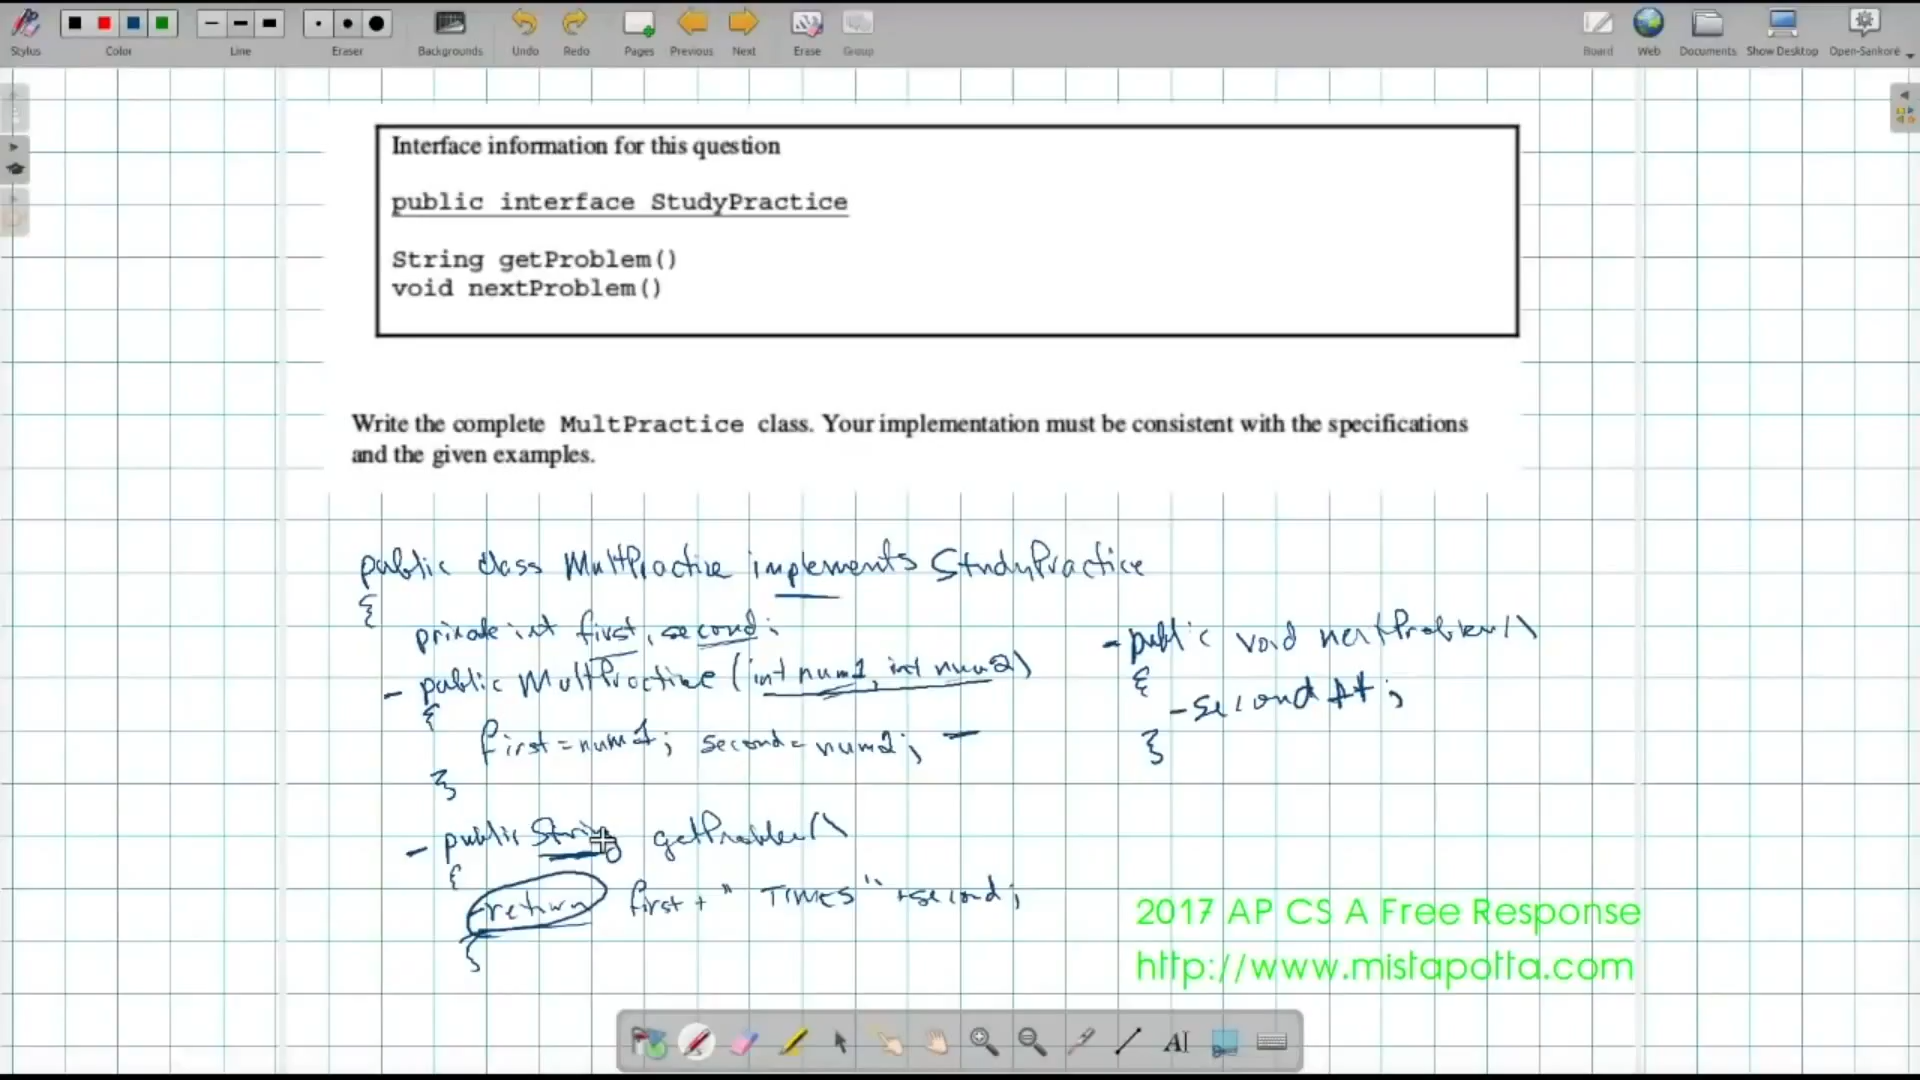 Stylus
Color
Line
Eraser
Backgrounds
Undo
Redo
Pages
Previous
Next
Erase
Group
Board
Web
Documents
Show Desktop
Open-Sankoré
Interface information for this question
public interface StudyPractice
String getProblem()
void nextProblem()
Write the complete MultPractice class. Your implementation must be consistent with the specifications
and the given examples.
public class MultPractice implements StudyPractice
{
private int first, second;
- public MultPractice (int num1, int num2)
{
first = num1; second = num2; -
}
- public String getProblem()
{
return first + " TIMES " + second;
}
- public void nextProblem()
{
- second ++;
}
2017 AP CS A Free Response
http://www.mistapotta.com
AI